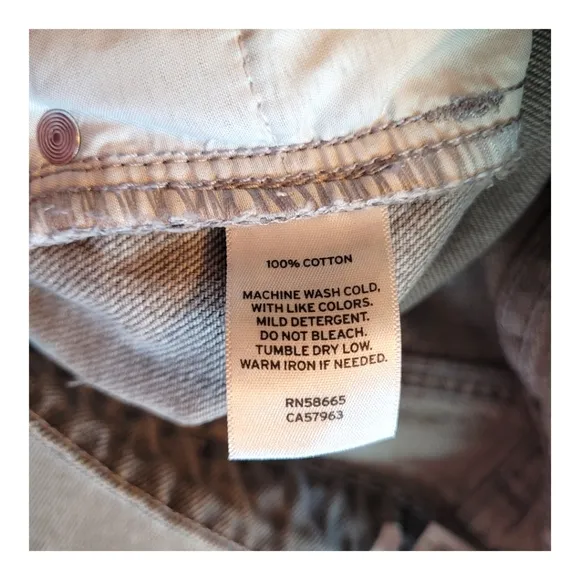 100% COTTON
MACHINE WASH COLD,
WITH LIKE COLORS.
MILD DETERGENT.
DO NOT BLEACH.
TUMBLE DRY LOW.
WARM IRON IF NEEDED.
RN58665
CA57963